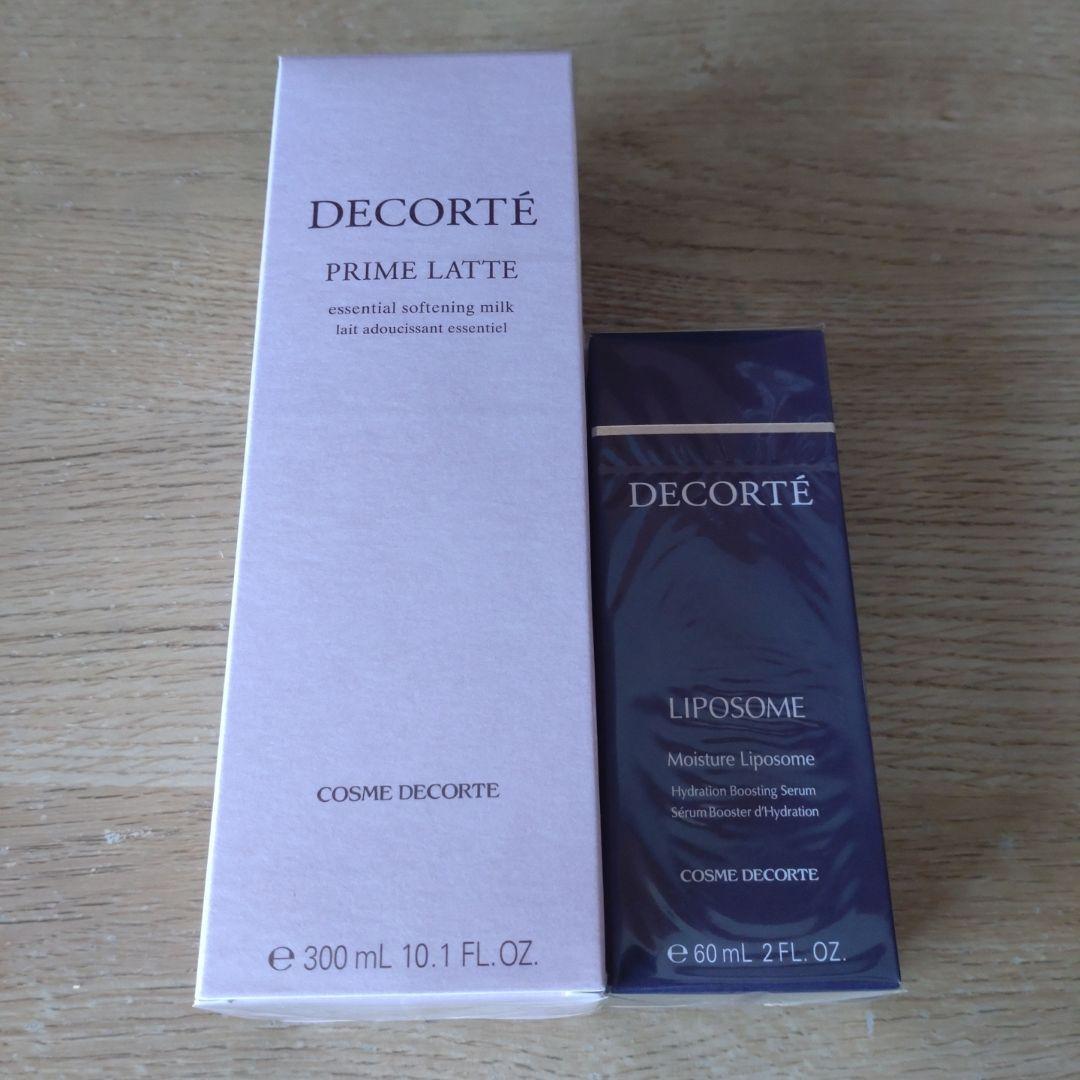 DECORTÉ
PRIME LATTE
essential softening milk
lait adoucissant essentiel
COSME DECORTE
℮ 300 mL 10.1 FL.OZ.
DECORTÉ
LIPOSOME
Moisture Liposome
Hydration Boosting Serum
Sérum Booster d'Hydration
COSME DECORTE
℮ 60 mL 2 FL. OZ.